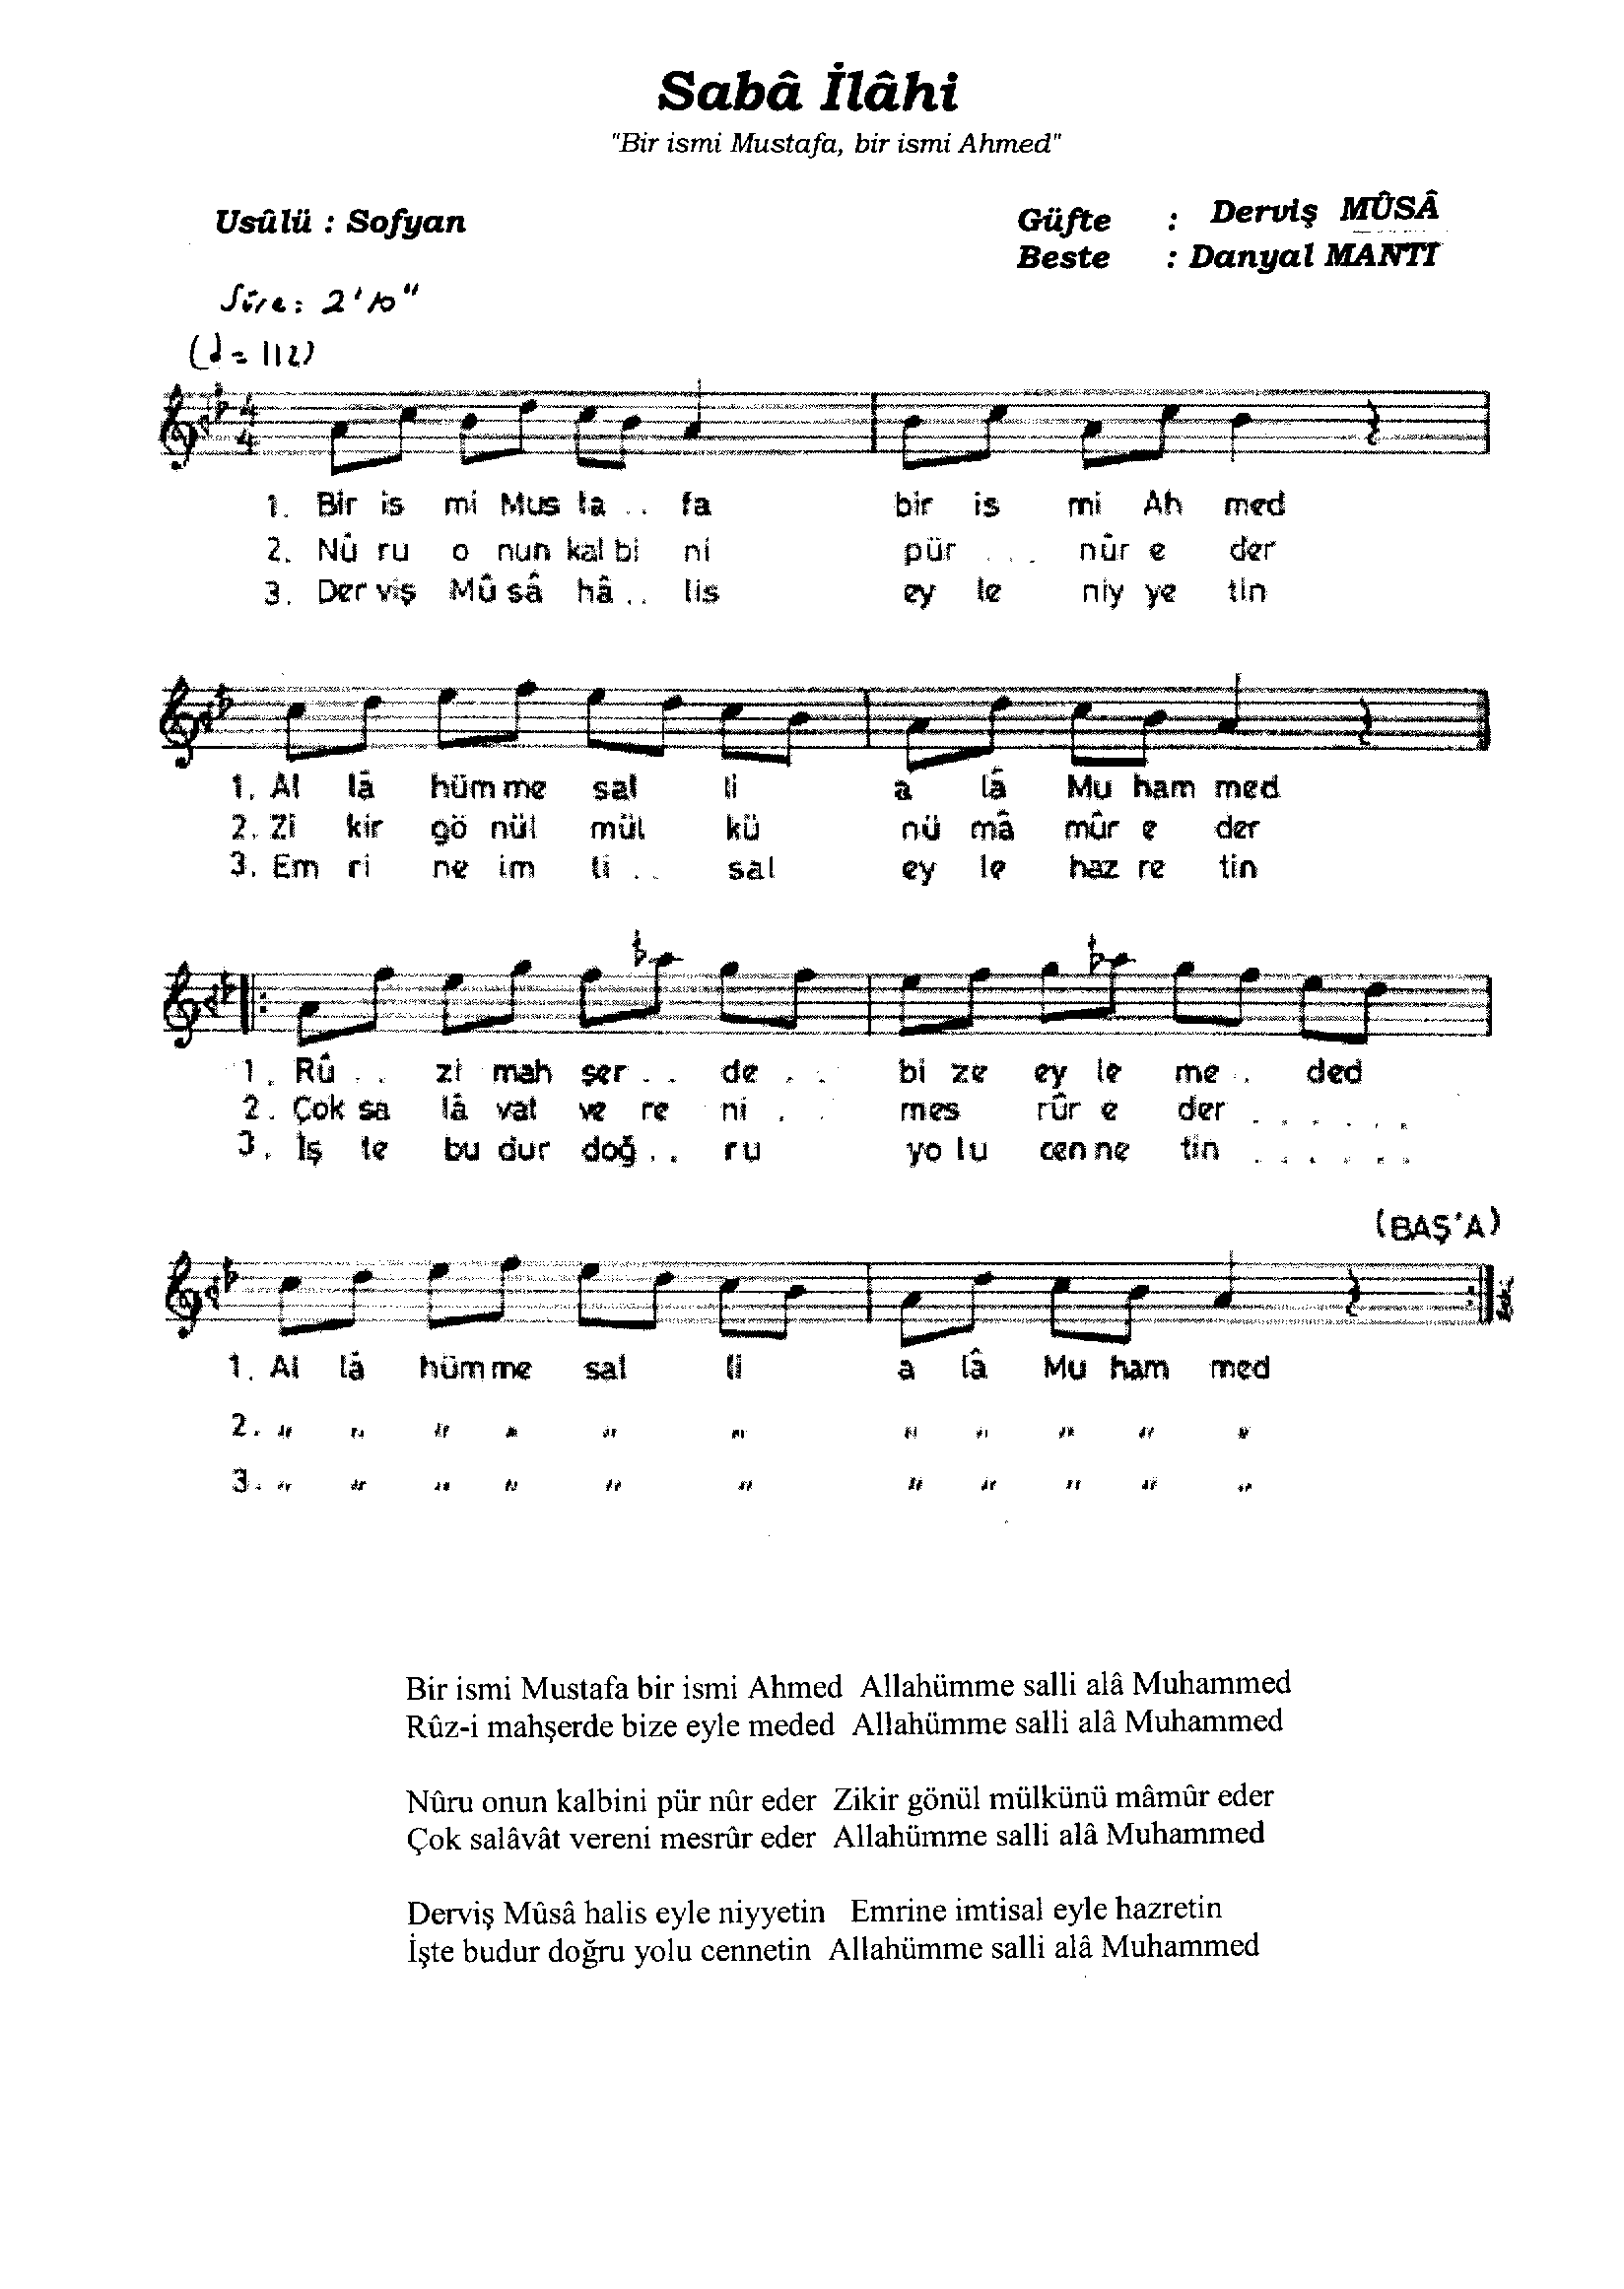 Sabâ İlâhi
"Bir ismi Mustafa, bir ismi Ahmed"
Usûlü : Sofyan
Güfte : Derviş MÛSÂ
Beste : Danyal MANTI
Süre: 2'10"
(♩= 112)
4/4
1. Bir is mi Mus ta . . fa bir is mi Ah med
2. Nû ru o nun kal bi ni pür . . . nûr e der
3. Der viş Mû sâ hâ . . lis ey le niy ye tin
1. Al lâ hüm me sal li a lâ Mu ham med
2. Zi kir gö nül mül kü nü mâ mûr e der
3. Em ri ne im ti . . sal ey le haz re tin
1. Rû . . zi mah şer . . de . . bi ze ey le me . ded
2. Çok sa lâ vat ve re ni . . mes rûr e der . . . . . .
3. İş te bu dur doğ . . ru yo lu cen ne tin . . . . . .
(BAŞ'A)
1. Al lâ hüm me sal li a lâ Mu ham med
2. " " " " " " " " " " "
3. " " " " " " " " " " "
Bir ismi Mustafa bir ismi Ahmed Allahümme salli alâ Muhammed
Rûz-i mahşerde bize eyle meded Allahümme salli alâ Muhammed
Nûru onun kalbini pür nûr eder Zikir gönül mülkünü mâmûr eder
Çok salâvât vereni mesrûr eder Allahümme salli alâ Muhammed
Derviş Mûsâ halis eyle niyyetin Emrine imtisal eyle hazretin
İşte budur doğru yolu cennetin Allahümme salli alâ Muhammed